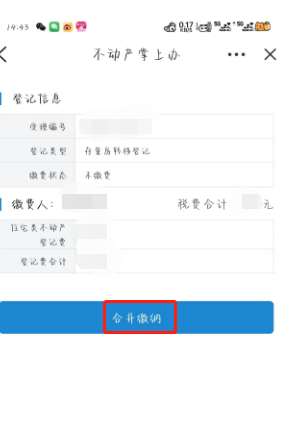 14:43
不动产掌上办
登记信息
受理编号
登记类型 存量房转移登记
缴费状态 未缴费
缴费人： 税费合计 元
住宅类不动产
登记费
登记费合计
合并缴纳